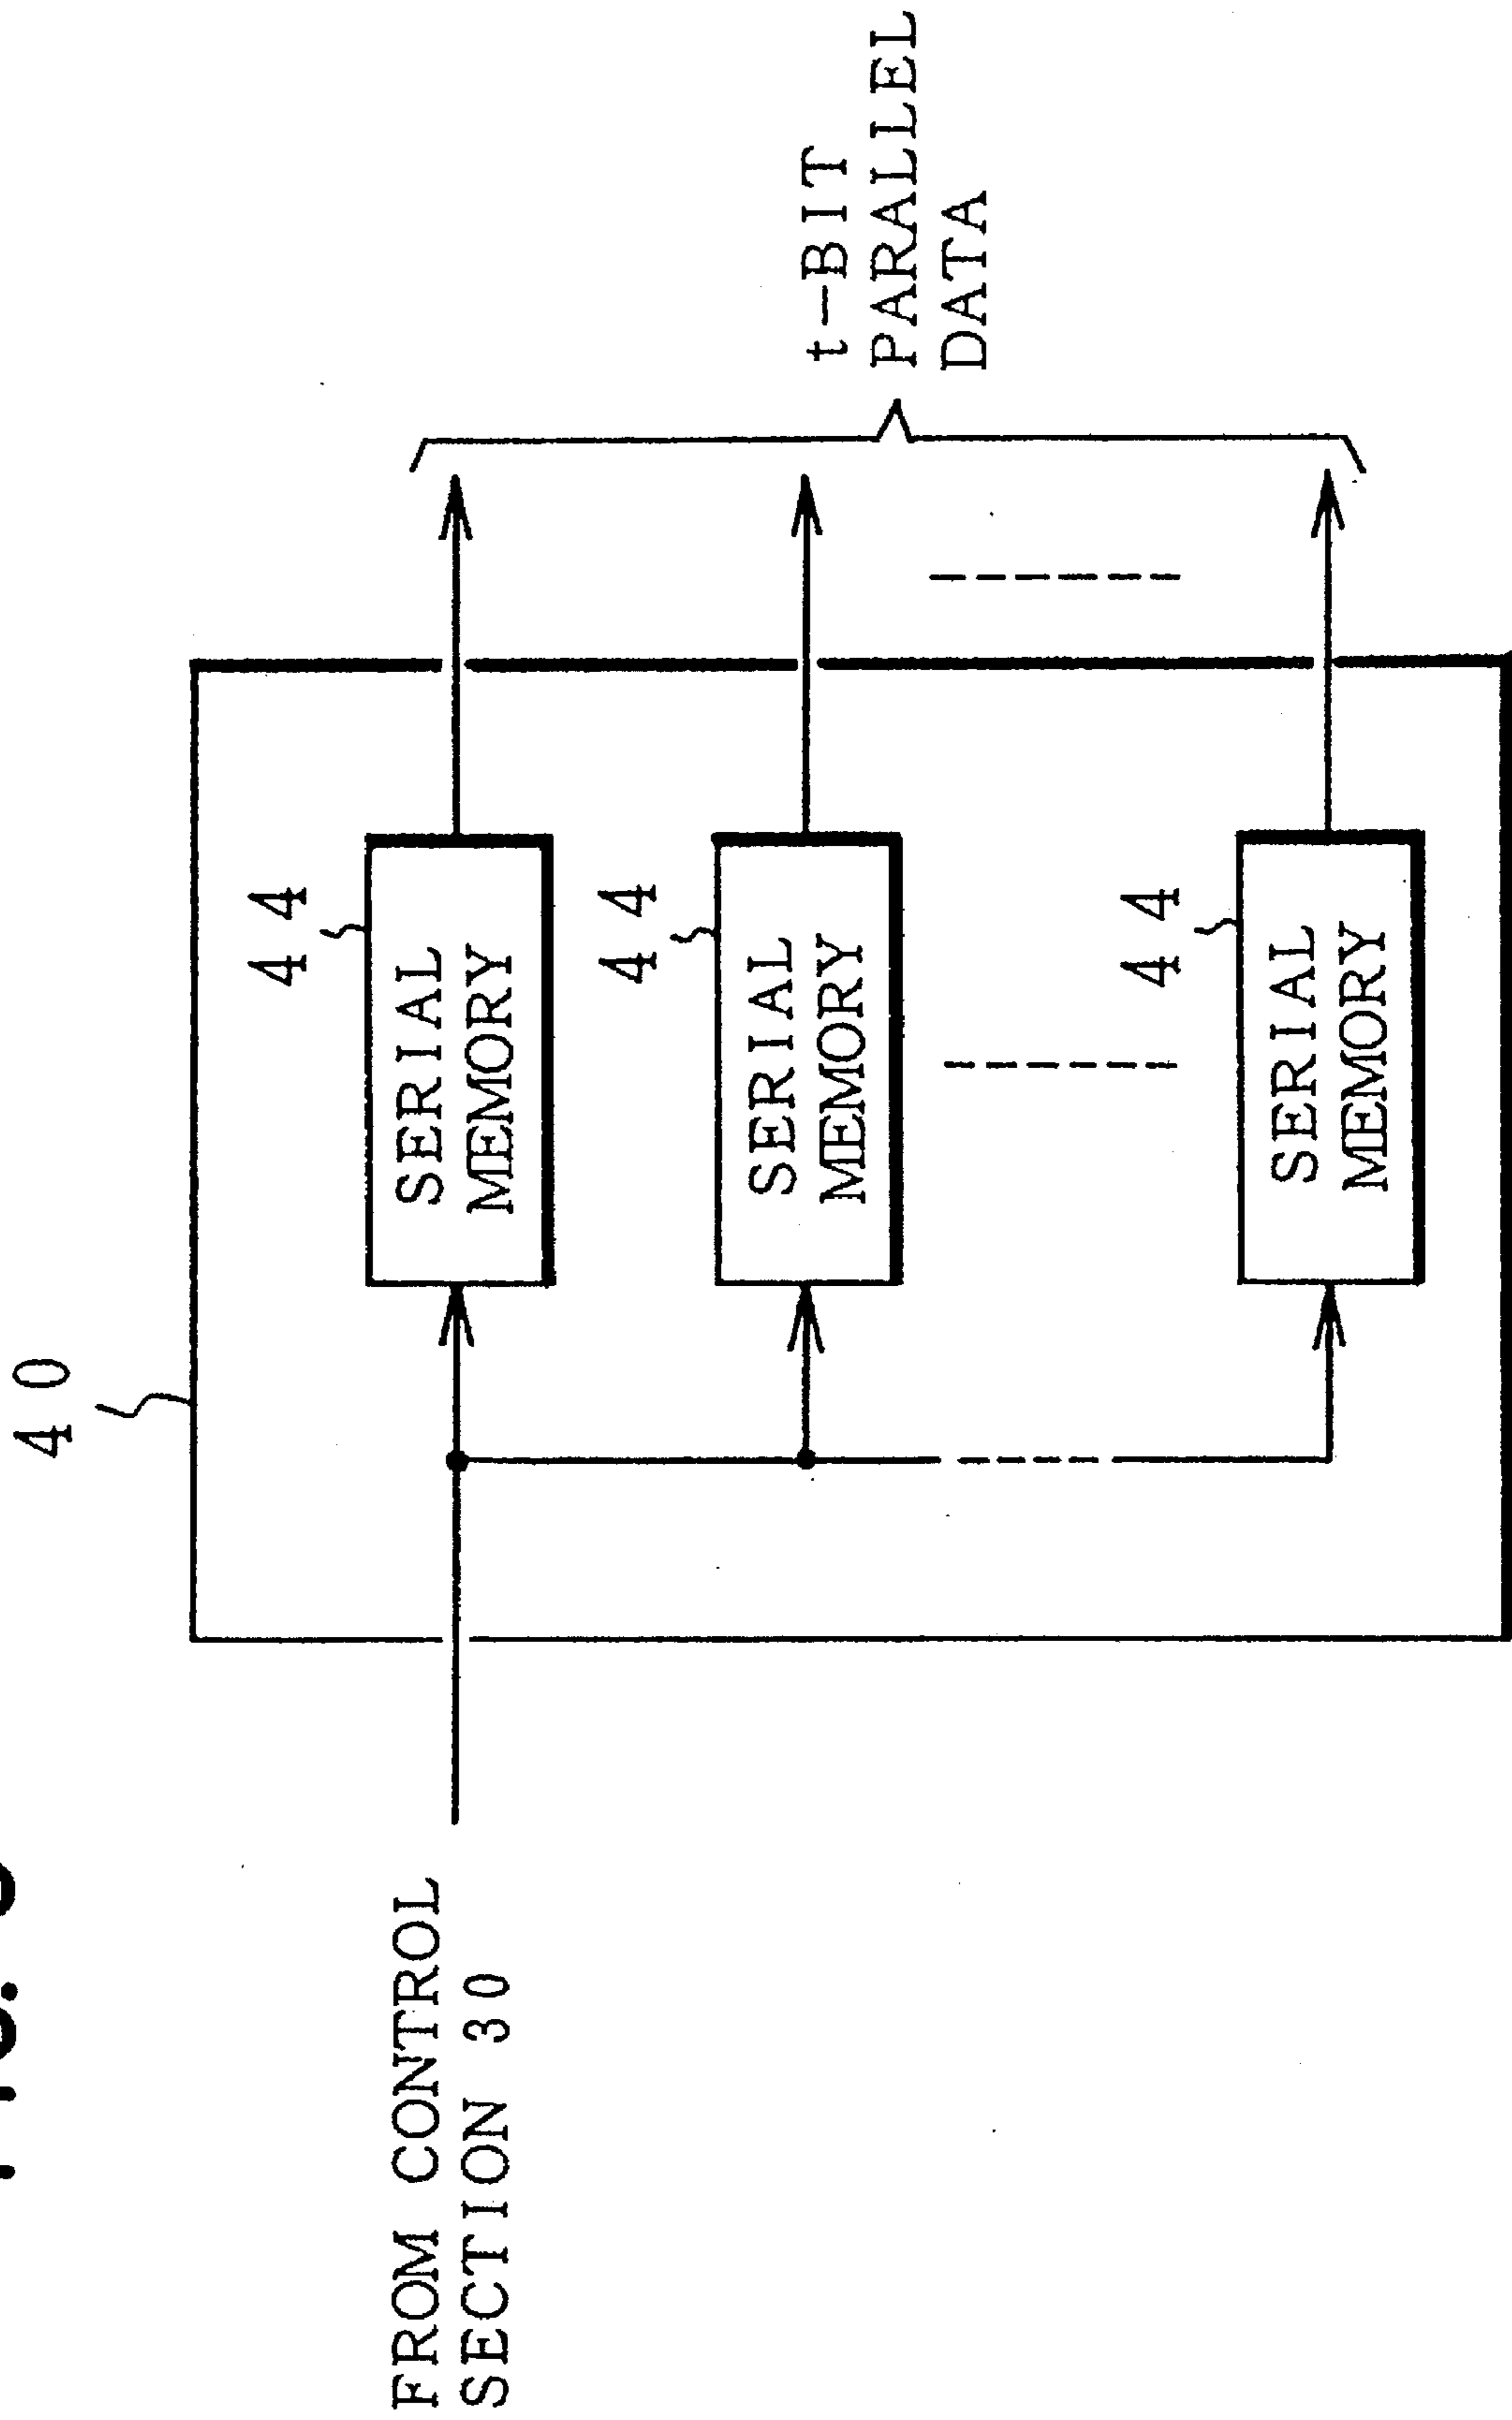 40
FROM CONTROL
SECTION 30
44
SERIAL
MEMORY
44
SERIAL
MEMORY
44
SERIAL
MEMORY
t-BIT
PARALLEL
DATA